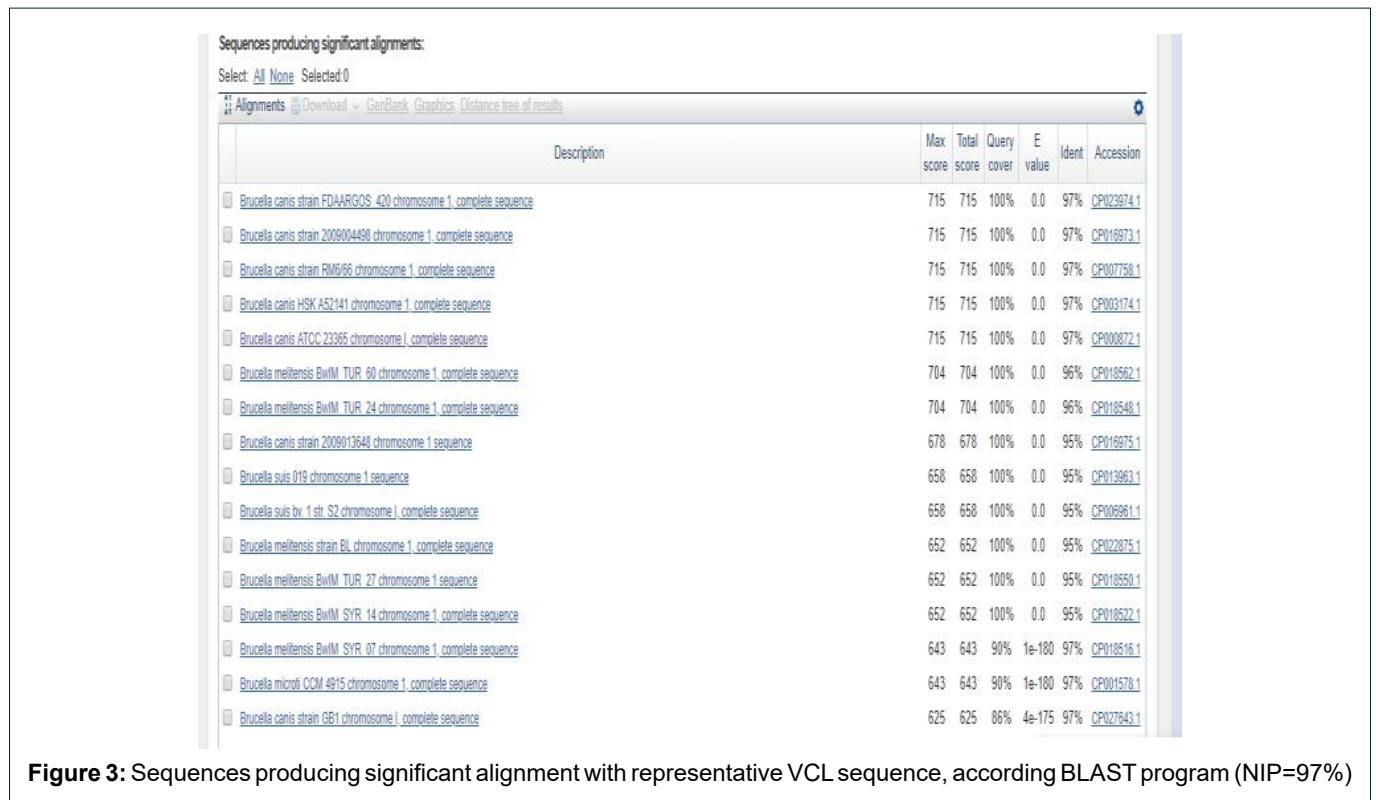 Sequences producing significant alignments:
Select: All None Selected:0
Alignments Download GenBank Graphics Distance tree of results
Description Max score Total score Query cover E value Ident Accession
Brucella canis strain FDAARGOS_420 chromosome 1, complete sequence 715 715 100% 0.0 97% CP023974.1
Brucella canis strain 2009004498 chromosome 1, complete sequence 715 715 100% 0.0 97% CP016973.1
Brucella canis strain RM6/66 chromosome 1, complete sequence 715 715 100% 0.0 97% CP007758.1
Brucella canis HSK A52141 chromosome 1, complete sequence 715 715 100% 0.0 97% CP003174.1
Brucella canis ATCC 23365 chromosome I, complete sequence 715 715 100% 0.0 97% CP000872.1
Brucella melitensis BwIM_TUR_60 chromosome 1, complete sequence 704 704 100% 0.0 96% CP018562.1
Brucella melitensis BwIM_TUR_24 chromosome 1, complete sequence 704 704 100% 0.0 96% CP018548.1
Brucella canis strain 2009013648 chromosome 1 sequence 678 678 100% 0.0 95% CP016975.1
Brucella suis 019 chromosome 1 sequence 658 658 100% 0.0 95% CP013963.1
Brucella suis bv. 1 str. S2 chromosome I, complete sequence 658 658 100% 0.0 95% CP006961.1
Brucella melitensis strain BL chromosome 1, complete sequence 652 652 100% 0.0 95% CP022875.1
Brucella melitensis BwIM_TUR_27 chromosome 1 sequence 652 652 100% 0.0 95% CP018550.1
Brucella melitensis BwIM_SYR_14 chromosome 1, complete sequence 652 652 100% 0.0 95% CP018522.1
Brucella melitensis BwIM_SYR_07 chromosome 1, complete sequence 643 643 90% 1e-180 97% CP018516.1
Brucella microti CCM 4915 chromosome 1, complete sequence 643 643 90% 1e-180 97% CP001578.1
Brucella canis strain GB1 chromosome I, complete sequence 625 625 86% 4e-175 97% CP027643.1
Figure 3: Sequences producing significant alignment with representative VCL sequence, according BLAST program (NIP=97%)